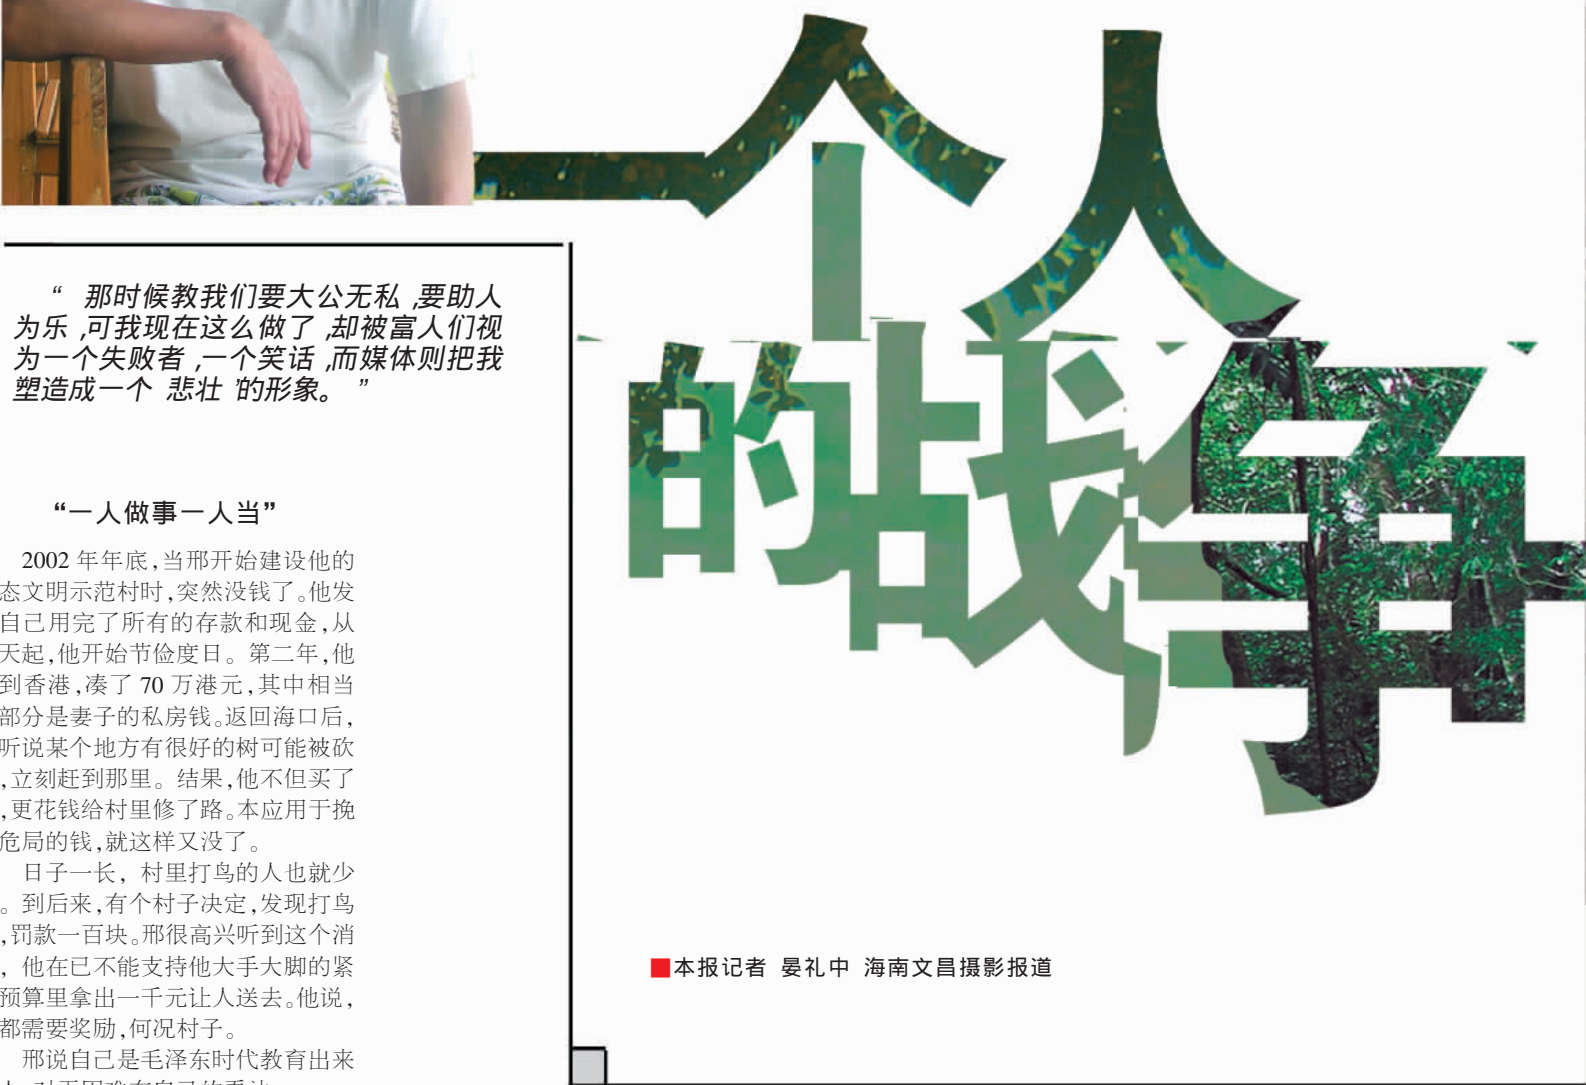 一个人
的战争
“ 那时候教我们要大公无私 ,要助人
为乐 ,可我现在这么做了 ,却被富人们视
为一个失败者 ,一个笑话 ,而媒体则把我
塑造成一个 悲壮 ’的形象。 ”
“一人做事一人当”
2002 年年底,当邢开始建设他的
态文明示范村时,突然没钱了。他发
自己用完了所有的存款和现金,从
天起,他开始节俭度日。第二年,他
到香港,凑了 70 万港元,其中相当
部分是妻子的私房钱。返回海口后,
听说某个地方有很好的树可能被砍
,立刻赶到那里。结果,他不但买了
,更花钱给村里修了路。本应用于挽
危局的钱,就这样又没了。
日子一长，村里打鸟的人也就少
。到后来,有个村子决定,发现打鸟
,罚款一百块。邢很高兴听到这个消
，他在已不能支持他大手大脚的紧
预算里拿出一千元让人送去。他说,
都需要奖励,何况村子。
邢说自己是毛泽东时代教育出来
■本报记者 晏礼中 海南文昌摄影报道